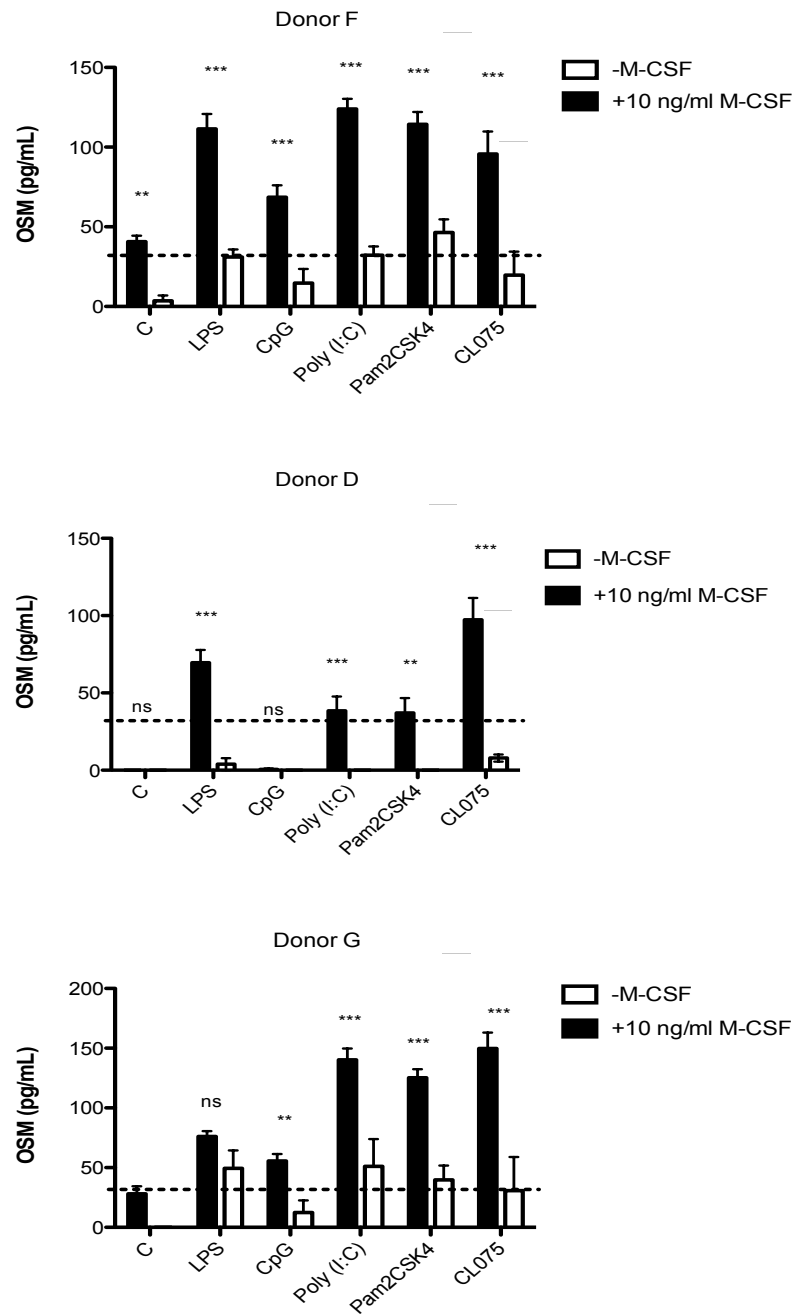 Donor F
-M-CSF
+10 ng/ml M-CSF
OSM (pg/mL)
150
100
50
0
**
***
***
***
***
***
C
LPS
CpG
Poly (I:C)
Pam2CSK4
CL075
Donor D
-M-CSF
+10 ng/ml M-CSF
OSM (pg/mL)
150
100
50
0
ns
***
ns
***
**
***
C
LPS
CpG
Poly (I:C)
Pam2CSK4
CL075
Donor G
-M-CSF
+10 ng/ml M-CSF
OSM (pg/mL)
200
150
100
50
0
ns
**
***
***
***
C
LPS
CpG
Poly (I:C)
Pam2CSK4
CL075